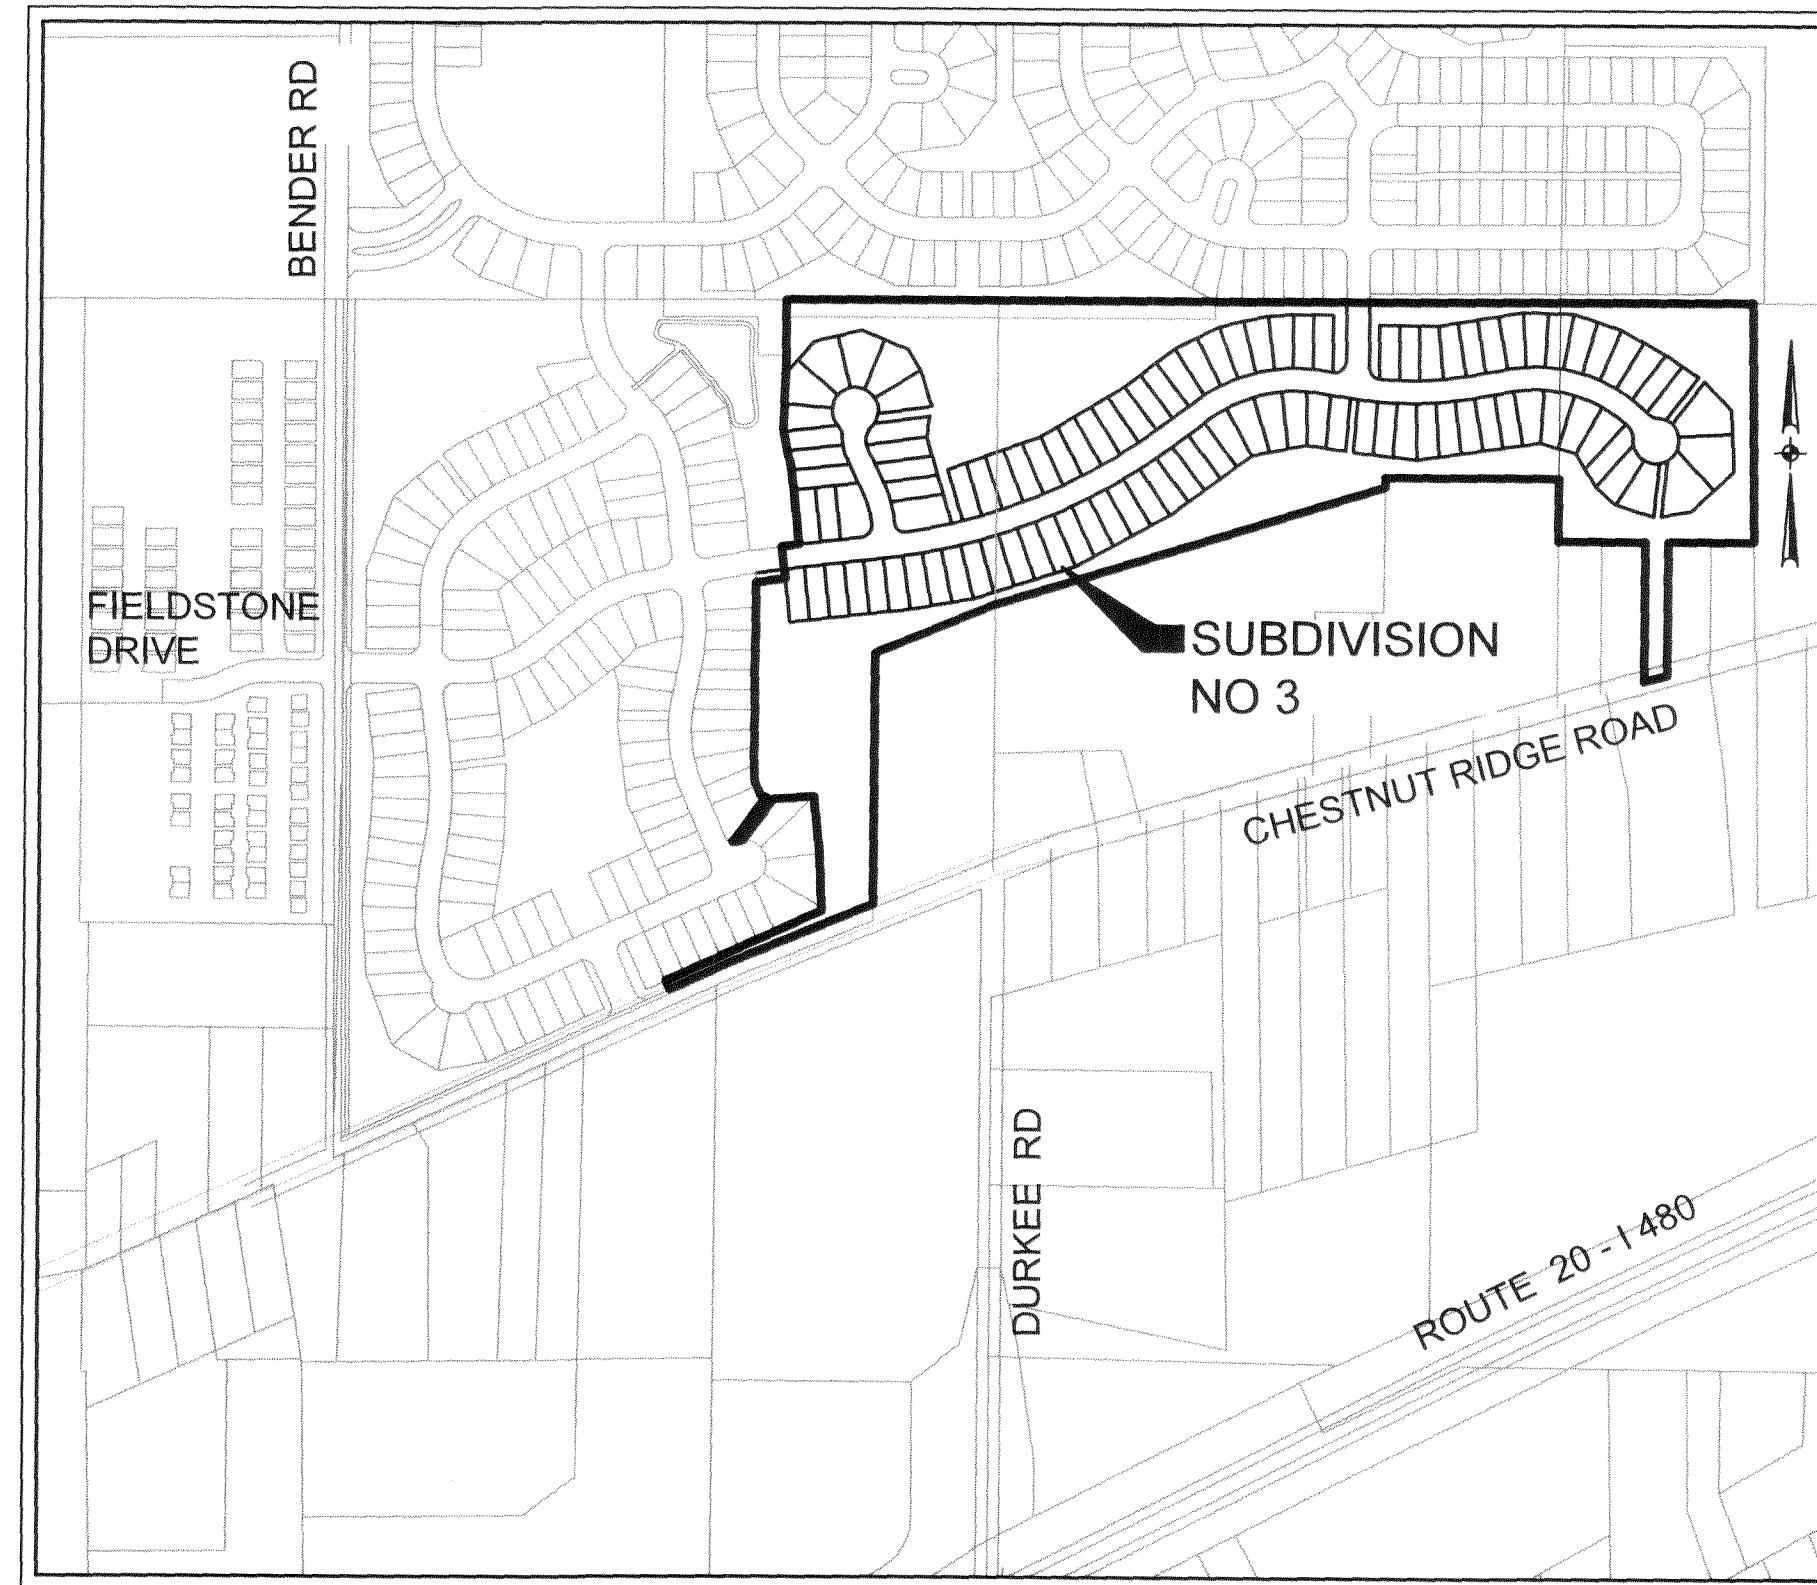 BENDER RD
FIELDSTONE
DRIVE
SUBDIVISION
NO 3
CHESTNUT RIDGE ROAD
DURKEE RD
ROUTE 20 - I 480